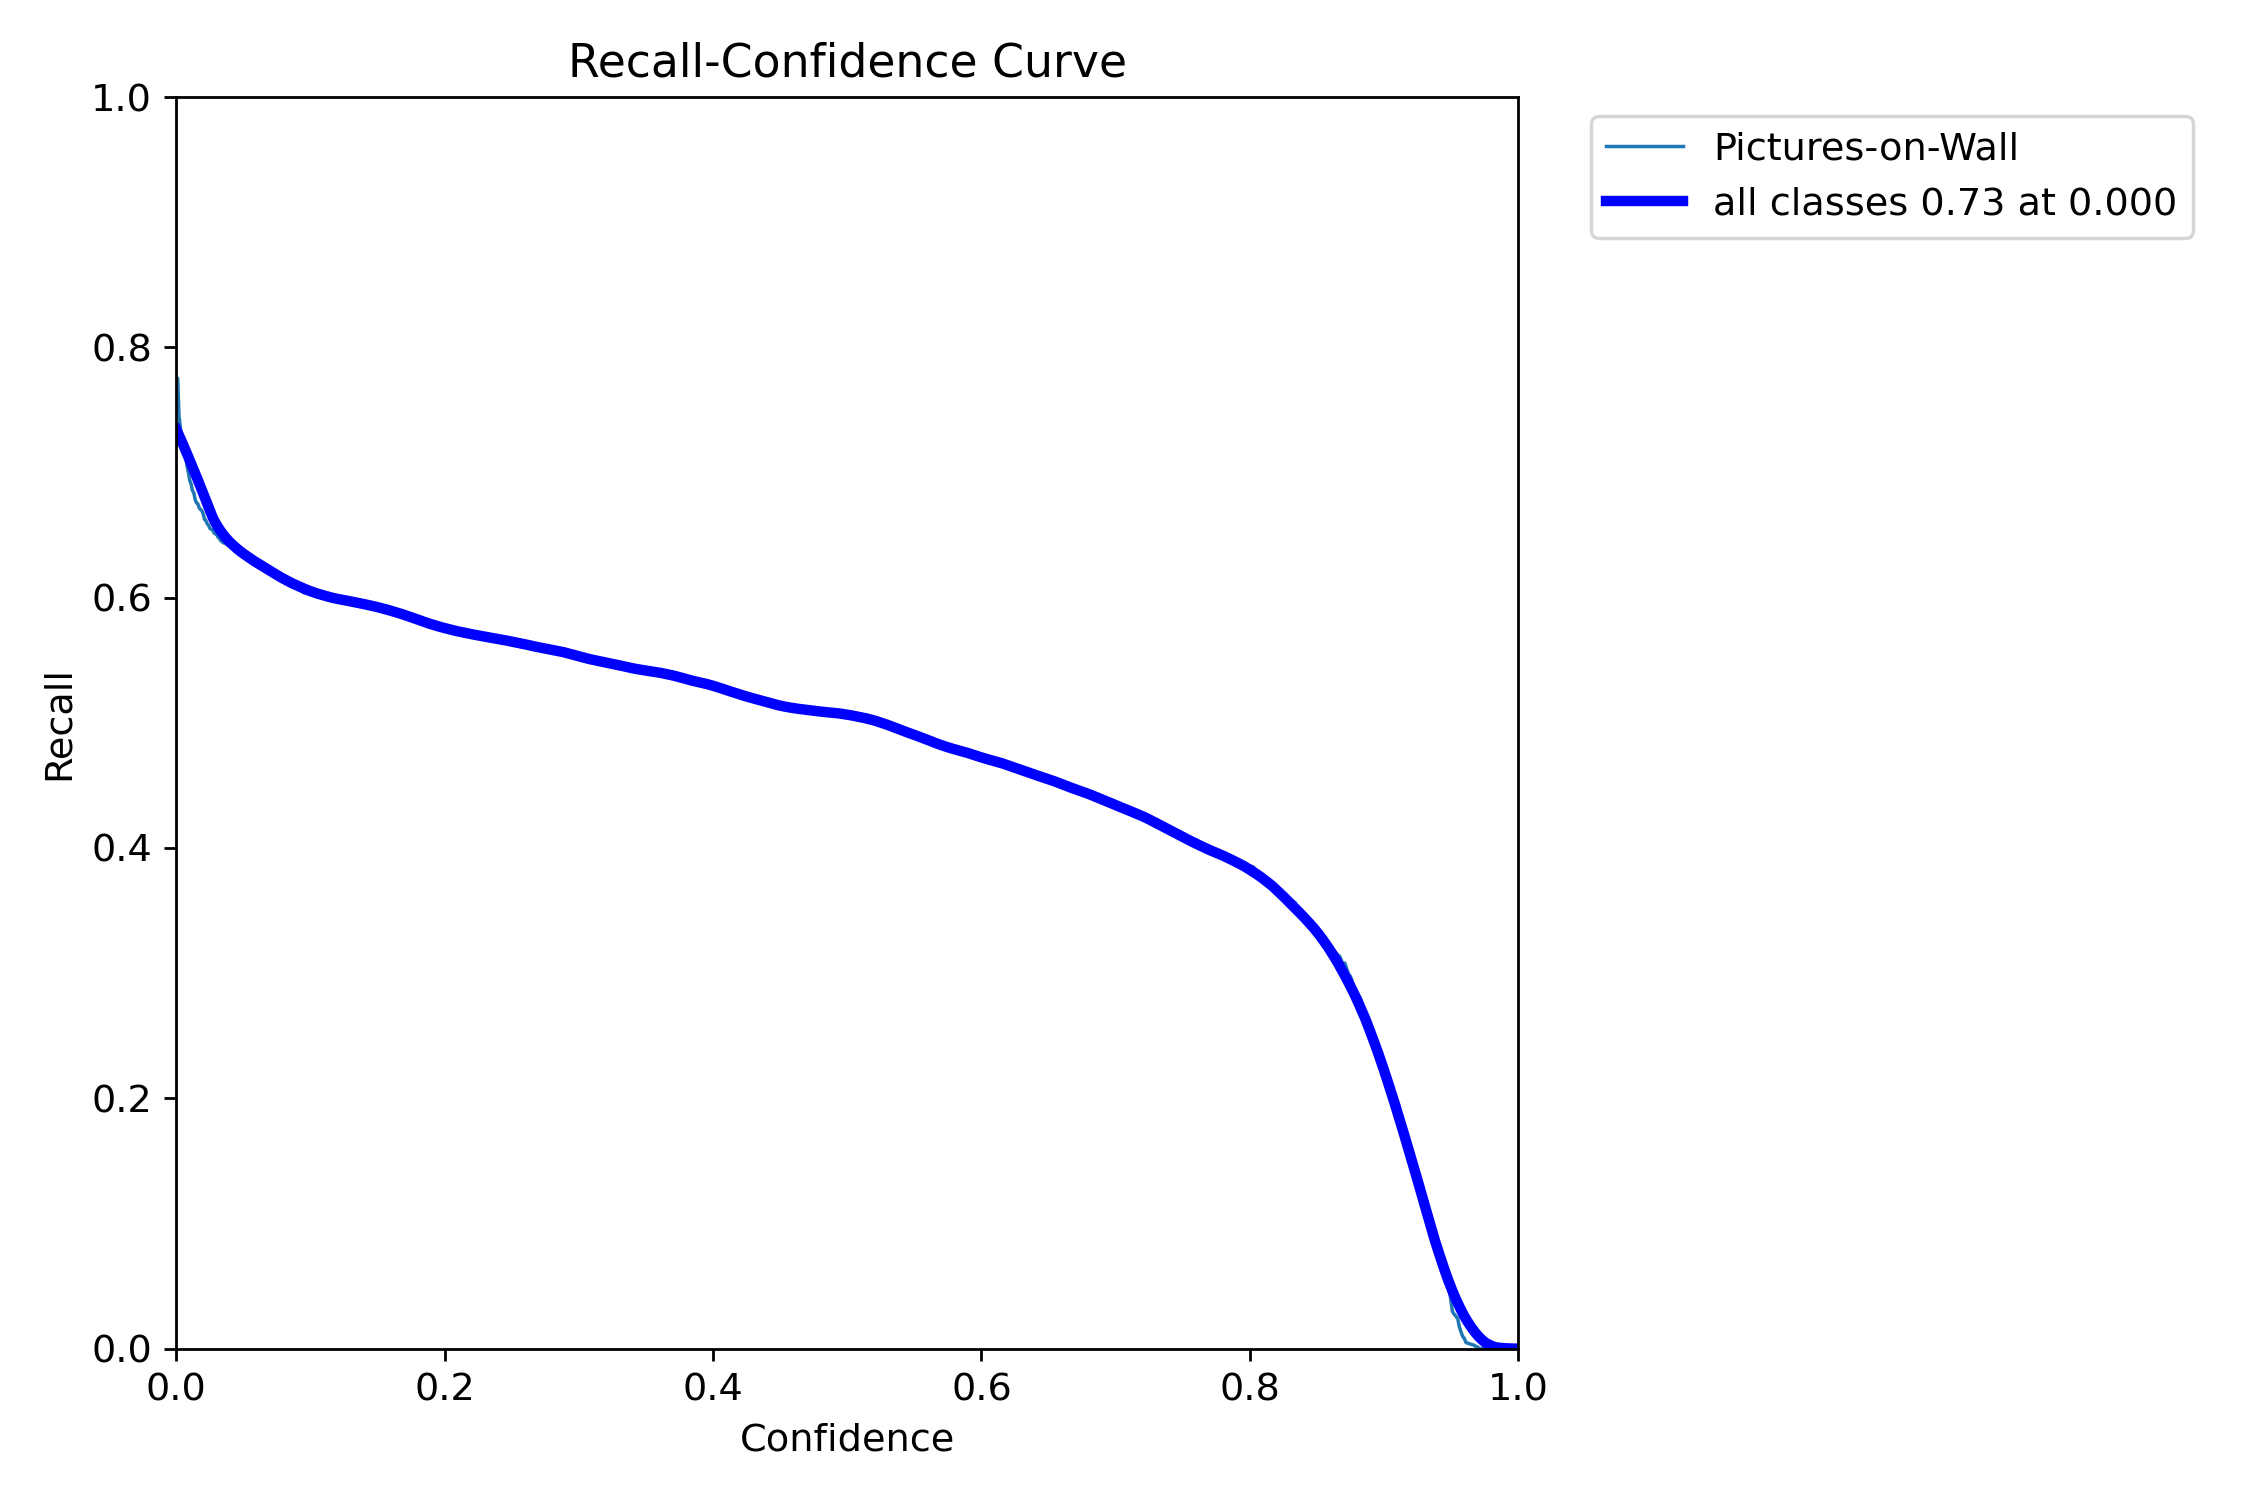 Recall-Confidence Curve
1.0
0.8
0.6
0.4
0.2
0.0
Recall
0.0 0.2 0.4 0.6 0.8 1.0
Confidence
Pictures-on-Wall
all classes 0.73 at 0.000